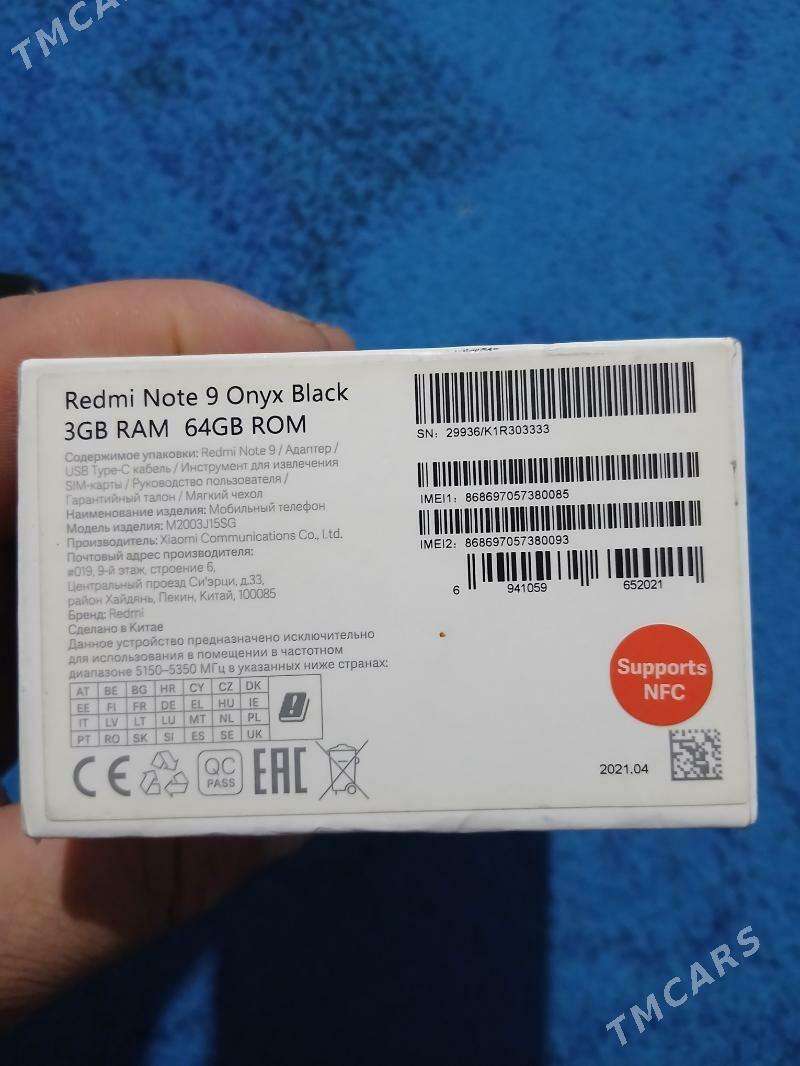 TMCARS
Redmi Note 9 Onyx Black
3GB RAM 64GB ROM
Содержимое упаковки: Redmi Note 9 / Адаптер /
USB Type-C кабель / Инструмент для извлечения
SIM-карты / Руководство пользователя /
Гарантийный талон / Мягкий чехол
Наименование изделия: Мобильный телефон
Модель изделия: M2003J15SG
Производитель: Xiaomi Communications Co., Ltd.
Почтовый адрес производителя:
#019, 9-й этаж, строение 6,
Центральный проезд Си'эрци, д.33,
район Хайдянь, Пекин, Китай, 100085
Бренд: Redmi
Сделано в Китае
Данное устройство предназначено исключительно
для использования в помещении в частотном
диапазоне 5150–5350 МГц в указанных ниже странах:
AT BE BG HR CY CZ DK
EE FI FR DE EL HU IE
IT LV LT LU MT NL PL
PT RO SK SI ES SE UK
CE QC PASS EAC
SN: 29936/K1R303333
IMEI1: 868697057380085
IMEI2: 868697057380093
6 941059 652021
Supports
NFC
2021.04
TMCARS